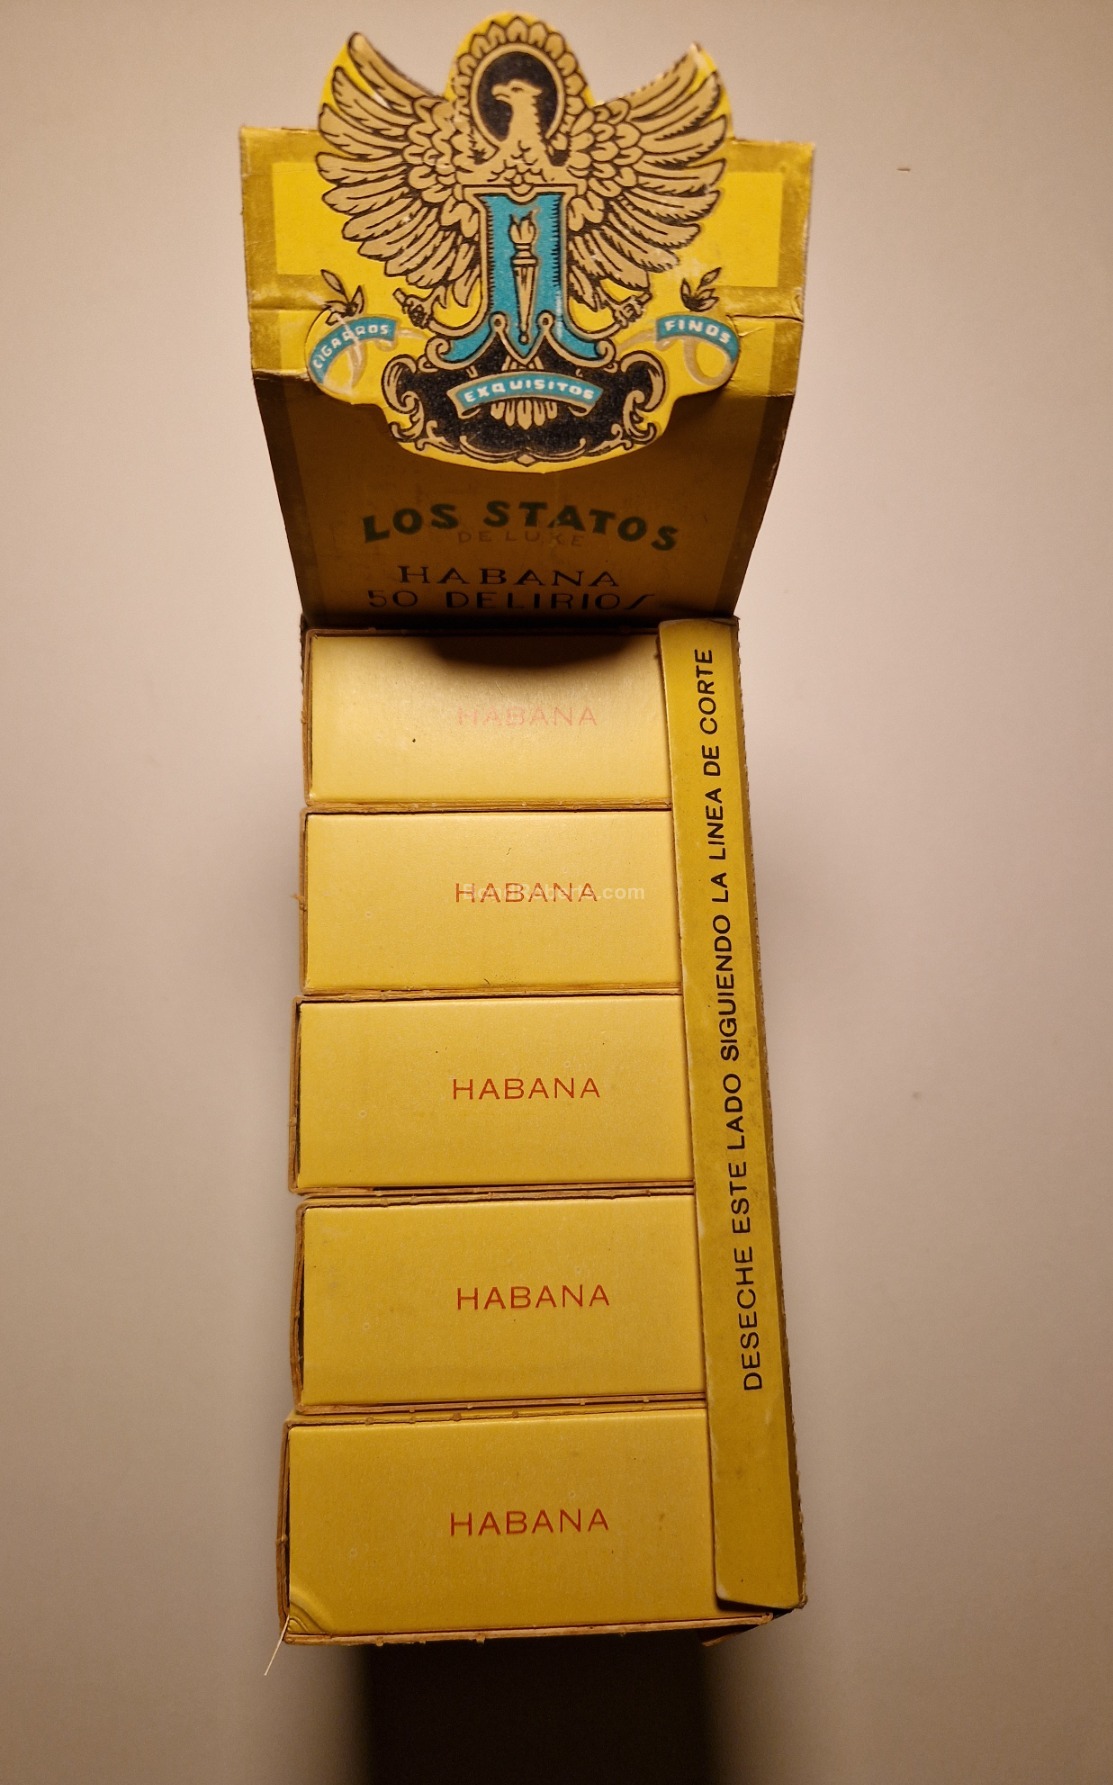 CIGARROS
FINOS
EXQUISITOS
LOS STATOS
DE LUXE
HABANA
50 DELIRIOS
HABANA
HABANA
HABANA
HABANA
HABANA
DESECHE ESTE LADO SIGUIENDO LA LINEA DE CORTE